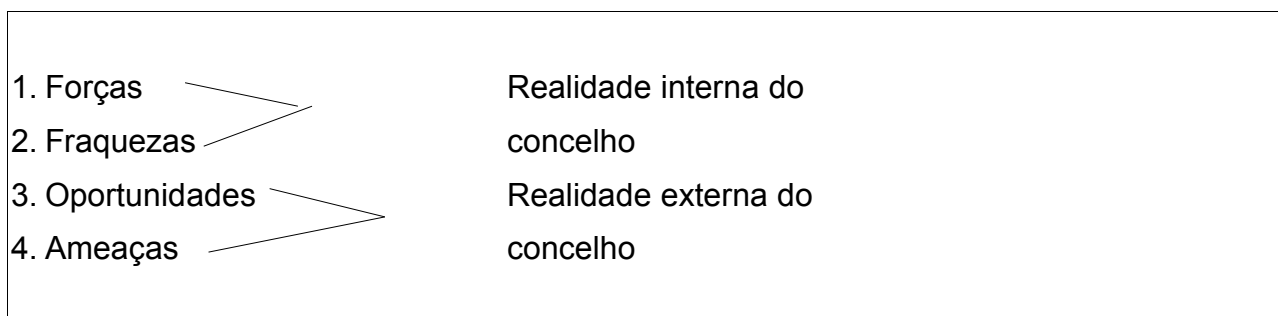 1. Forças Realidade interna do
2. Fraquezas concelho
3. Oportunidades Realidade externa do
4. Ameaças concelho